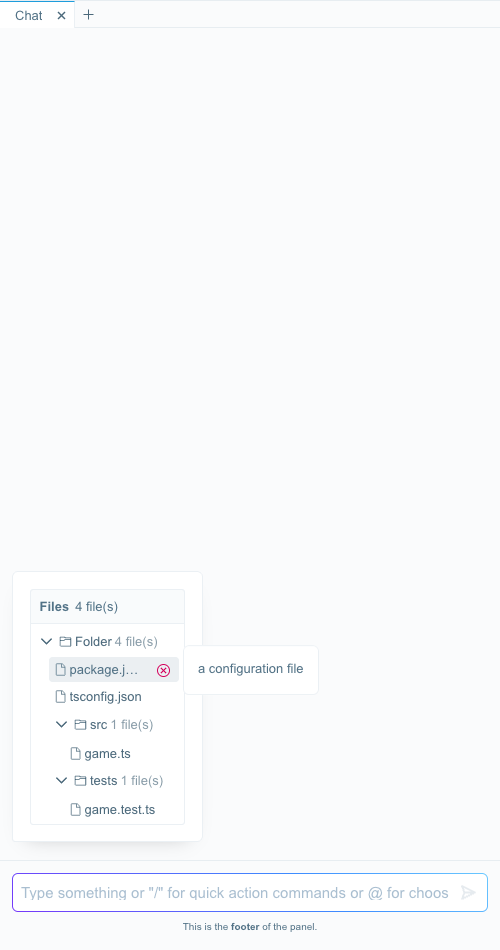 Chat
Files 4 file(s)
Folder 4 file(s)
package.j...
a configuration file
tsconfig.json
src 1 file(s)
game.ts
tests 1 file(s)
game.test.ts
Type something or "/" for quick action commands or @ for choos
This is the footer of the panel.